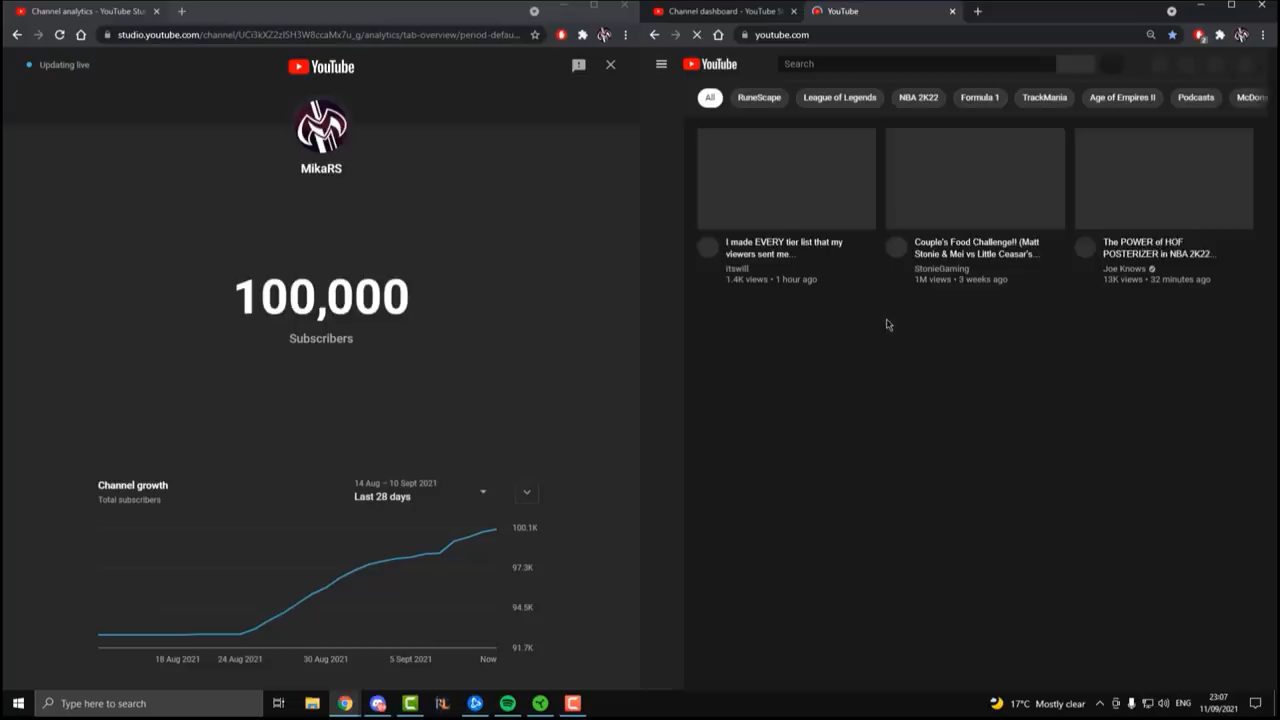 Channel analytics - YouTube Stu
studio.youtube.com/channel/UCi3kXZ2zISH3W8ccaMx7u_g/analytics/tab-overview/period-defau...
Updating live
YouTube
MikaRS
100,000
Subscribers
Channel growth
Total subscribers
14 Aug – 10 Sept 2021
Last 28 days
100.1K
97.3K
94.5K
91.7K
18 Aug 2021
24 Aug 2021
30 Aug 2021
5 Sept 2021
Now
Channel dashboard - YouTube S
YouTube
youtube.com
YouTube
Search
All
RuneScape
League of Legends
NBA 2K22
Formula 1
TrackMania
Age of Empires II
Podcasts
McDon
I made EVERY tier list that my
viewers sent me...
itswill
1.4K views • 1 hour ago
Couple's Food Challenge!! (Matt
Stonie & Mei vs Little Ceasar's...
StonieGaming
1M views • 3 weeks ago
The POWER of HOF
POSTERIZER in NBA 2K22...
Joe Knows
13K views • 32 minutes ago
Type here to search
17°C Mostly clear
ENG
23:07
11/09/2021